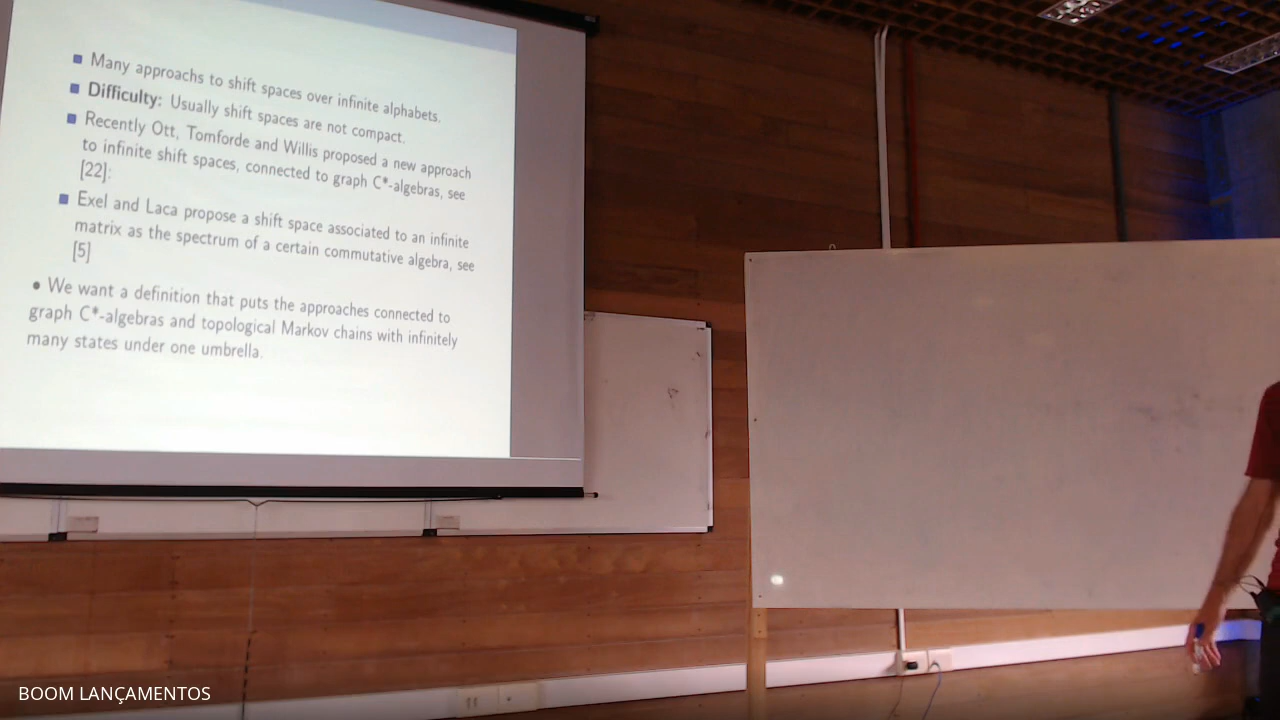 Many approachs to shift spaces over infinite alphabets.
Difficulty: Usually shift spaces are not compact.
Recently Ott, Tomforde and Willis proposed a new approach
to infinite shift spaces, connected to graph C*-algebras, see
[22];
Exel and Laca propose a shift space associated to an infinite
matrix as the spectrum of a certain commutative algebra, see
[5]
• We want a definition that puts the approaches connected to
graph C*-algebras and topological Markov chains with infinitely
many states under one umbrella.
BOOM LANÇAMENTOS